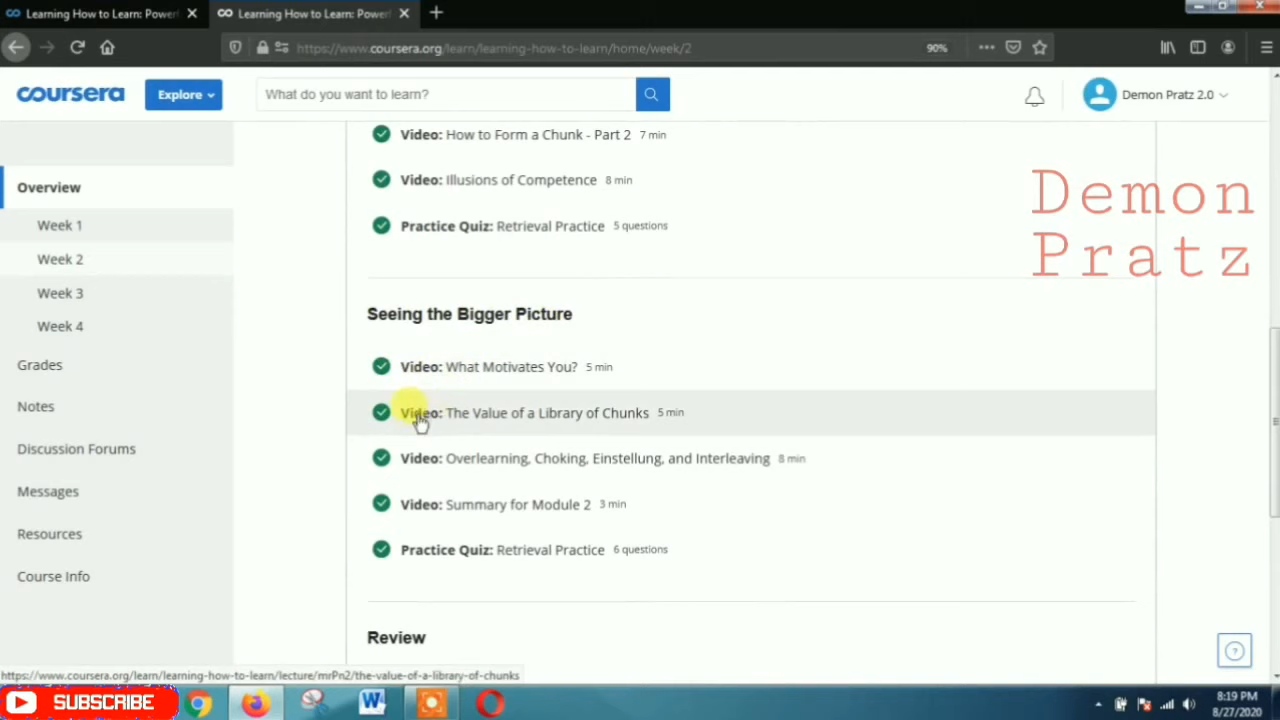 Learning How to Learn: Powerf
Learning How to Learn: Powerf
https://www.coursera.org/learn/learning-how-to-learn/home/week/2
90%
coursera
Explore
What do you want to learn?
Demon Pratz 2.0
Video: How to Form a Chunk - Part 2 7 min
Video: Illusions of Competence 8 min
Practice Quiz: Retrieval Practice 5 questions
Demon
Pratz
Overview
Week 1
Week 2
Week 3
Week 4
Grades
Notes
Discussion Forums
Messages
Resources
Course Info
Seeing the Bigger Picture
Video: What Motivates You? 5 min
Video: The Value of a Library of Chunks 5 min
Video: Overlearning, Choking, Einstellung, and Interleaving 8 min
Video: Summary for Module 2 3 min
Practice Quiz: Retrieval Practice 6 questions
Review
https://www.coursera.org/learn/learning-how-to-learn/lecture/mrPn2/the-value-of-a-library-of-chunks
SUBSCRIBE
8:19 PM
8/27/2020